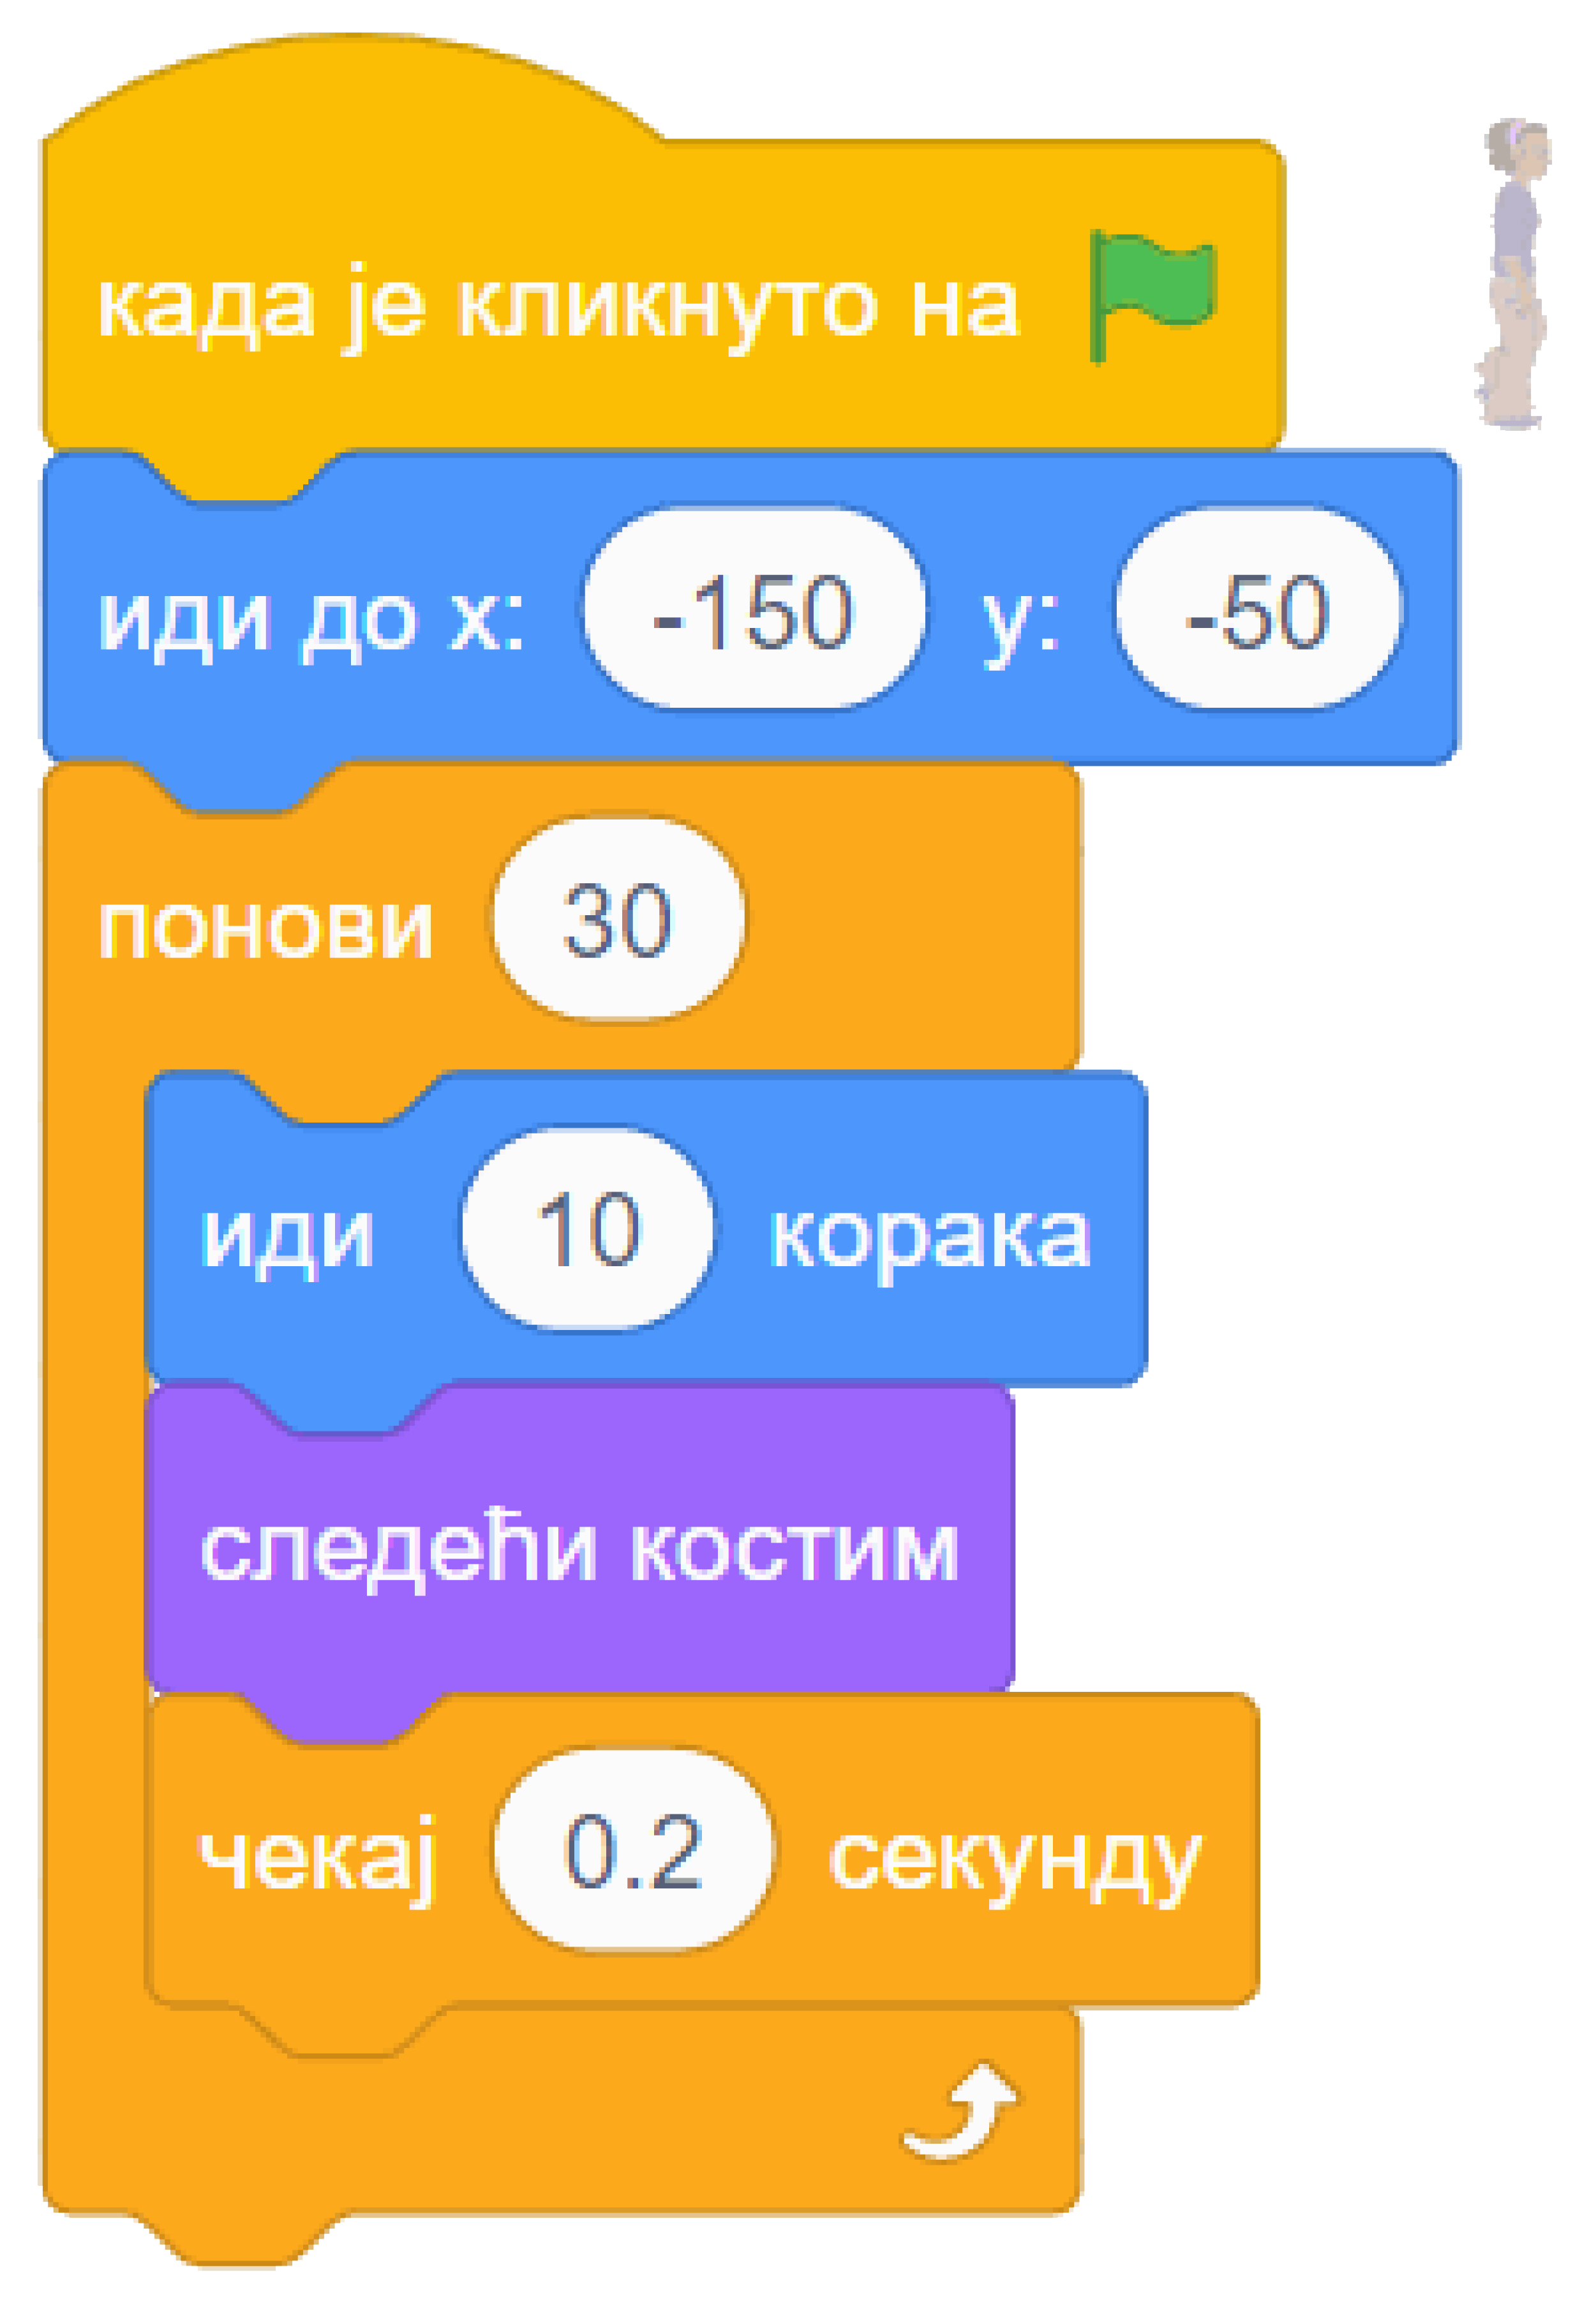 када је кликнуто на
иди до x: -150 y: -50
понови 30
иди 10 корака
следећи костим
чекај 0.2 секунду